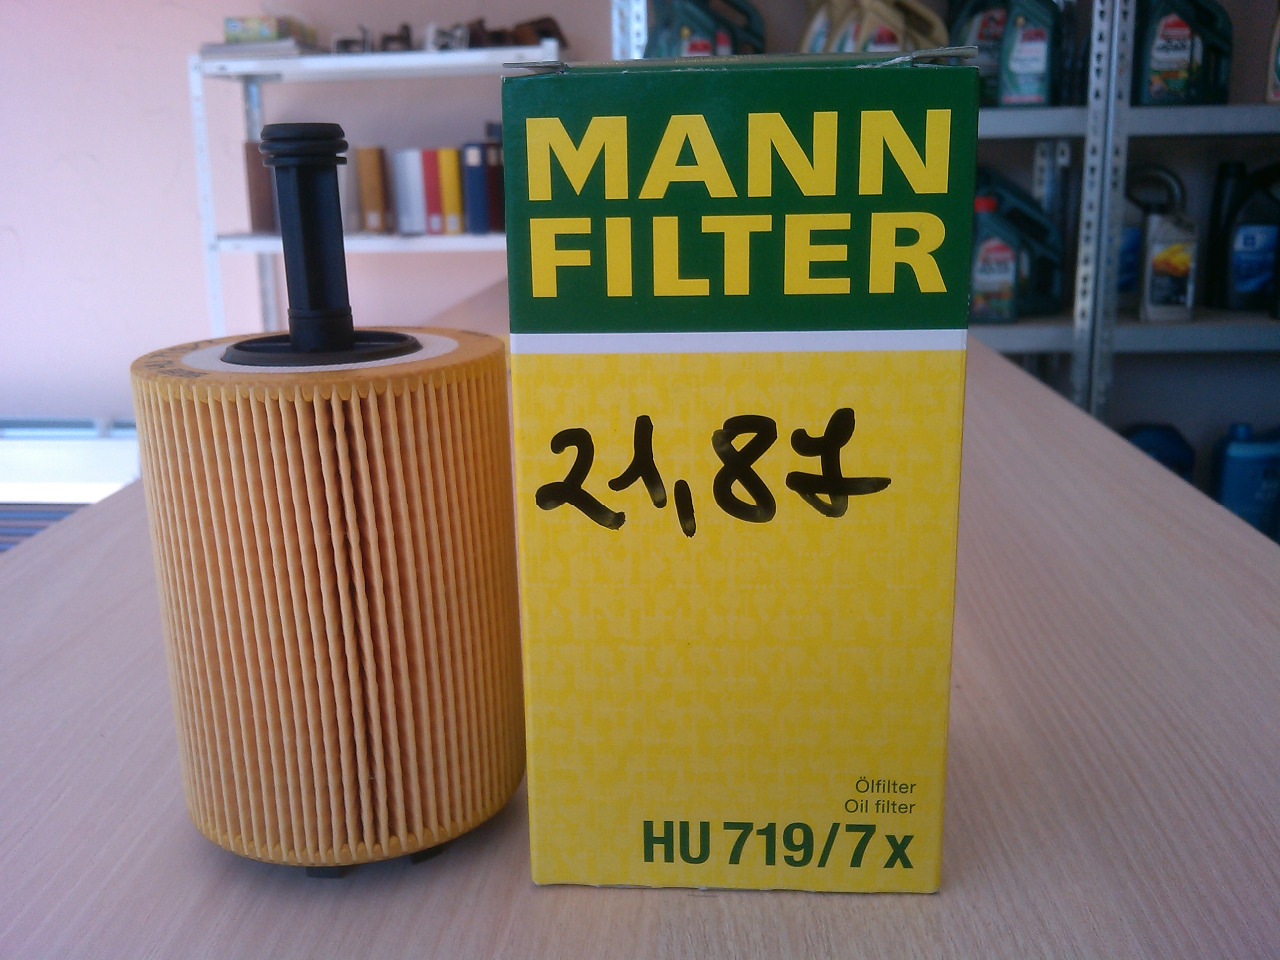 MANN
FILTER
21,87
Ölfilter
Oil filter
HU 719/7 x